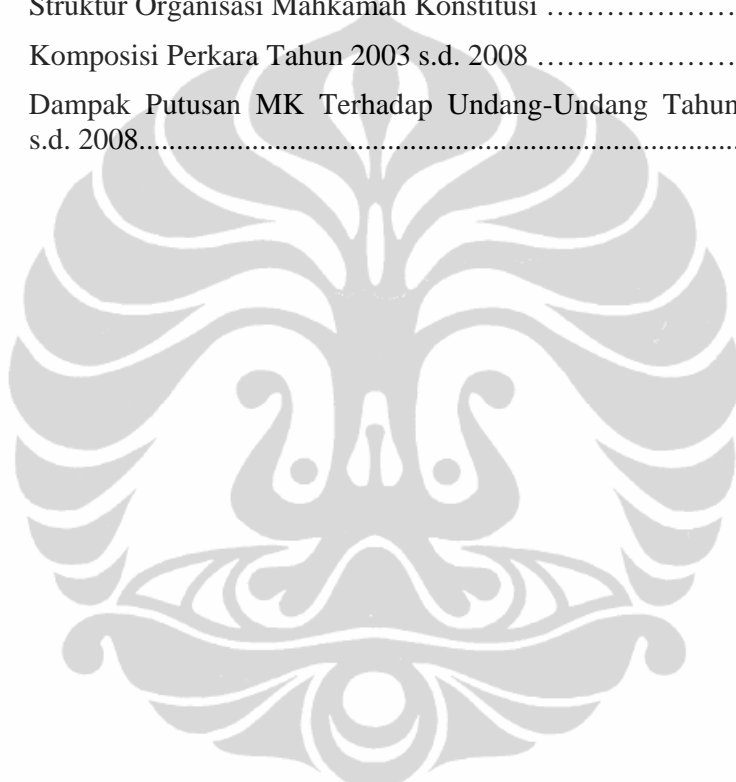 Struktur Organisasi Mahkamah Konstitusi ………………….
Komposisi Perkara Tahun 2003 s.d. 2008 ………………….
Dampak Putusan MK Terhadap Undang-Undang Tahun
s.d. 2008...............................................................................